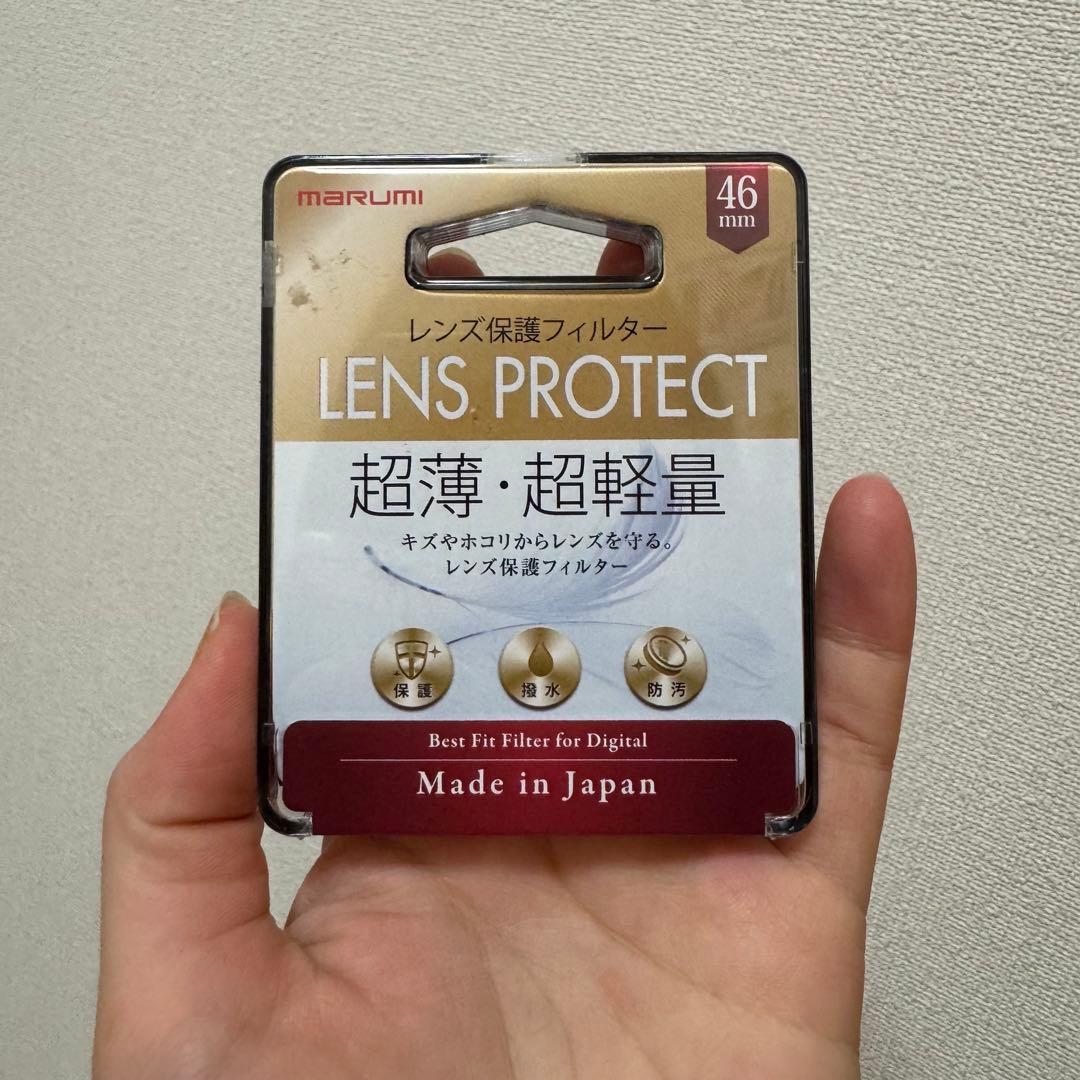 marumi
46
mm
レンズ保護フィルター
LENS PROTECT
超薄・超軽量
キズやホコリからレンズを守る。
レンズ保護フィルター
保護
撥水
防汚
Best Fit Filter for Digital
Made in Japan